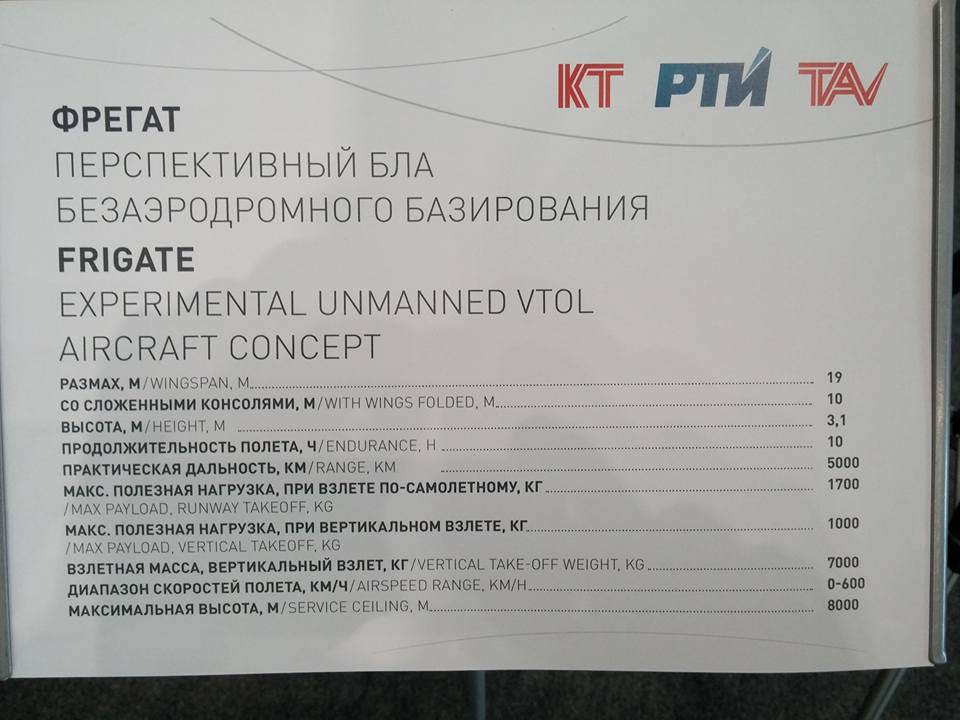 КТ РТИ TAV
ФРЕГАТ
ПЕРСПЕКТИВНЫЙ БЛА
БЕЗАЭРОДРОМНОГО БАЗИРОВАНИЯ
FRIGATE
EXPERIMENTAL UNMANNED VTOL
AIRCRAFT CONCEPT
РАЗМАХ, М/WINGSPAN, M 19
СО СЛОЖЕННЫМИ КОНСОЛЯМИ, М/WITH WINGS FOLDED, M 10
ВЫСОТА, М/HEIGHT, M 3,1
ПРОДОЛЖИТЕЛЬНОСТЬ ПОЛЕТА, Ч/ENDURANCE, H 10
ПРАКТИЧЕСКАЯ ДАЛЬНОСТЬ, КМ/RANGE, KM 5000
МАКС. ПОЛЕЗНАЯ НАГРУЗКА, ПРИ ВЗЛЕТЕ ПО-САМОЛЕТНОМУ, КГ 1700
/MAX PAYLOAD, RUNWAY TAKEOFF, KG
МАКС. ПОЛЕЗНАЯ НАГРУЗКА, ПРИ ВЕРТИКАЛЬНОМ ВЗЛЕТЕ, КГ 1000
/MAX PAYLOAD, VERTICAL TAKEOFF, KG
ВЗЛЕТНАЯ МАССА, ВЕРТИКАЛЬНЫЙ ВЗЛЕТ, КГ/VERTICAL TAKE-OFF WEIGHT, KG 7000
ДИАПАЗОН СКОРОСТЕЙ ПОЛЕТА, КМ/Ч/AIRSPEED RANGE, KM/H 0-600
МАКСИМАЛЬНАЯ ВЫСОТА, М/SERVICE CEILING, M 8000